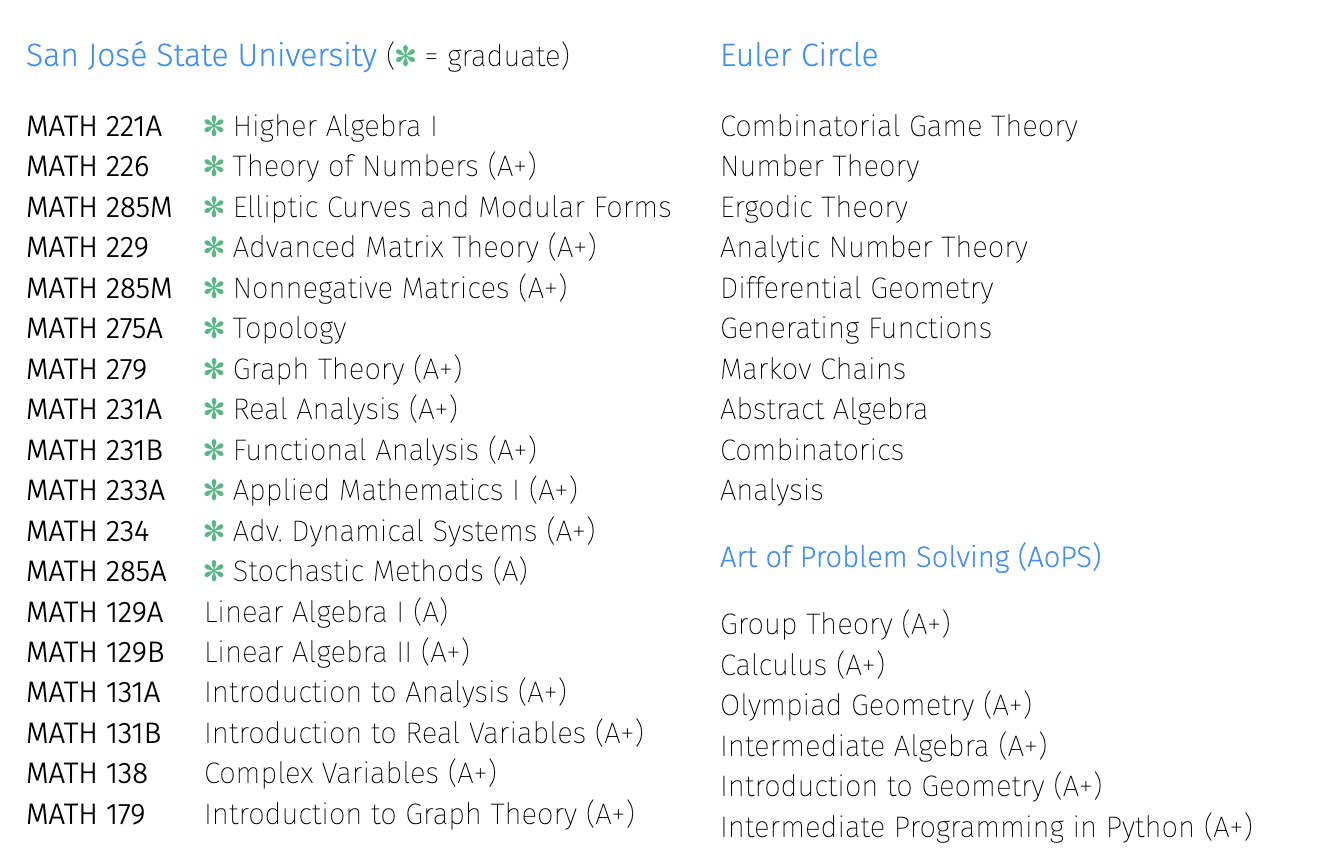 San José State University (✻ = graduate)
MATH 221A ✻ Higher Algebra I
MATH 226 ✻ Theory of Numbers (A+)
MATH 285M ✻ Elliptic Curves and Modular Forms
MATH 229 ✻ Advanced Matrix Theory (A+)
MATH 285M ✻ Nonnegative Matrices (A+)
MATH 275A ✻ Topology
MATH 279 ✻ Graph Theory (A+)
MATH 231A ✻ Real Analysis (A+)
MATH 231B ✻ Functional Analysis (A+)
MATH 233A ✻ Applied Mathematics I (A+)
MATH 234 ✻ Adv. Dynamical Systems (A+)
MATH 285A ✻ Stochastic Methods (A)
MATH 129A Linear Algebra I (A)
MATH 129B Linear Algebra II (A+)
MATH 131A Introduction to Analysis (A+)
MATH 131B Introduction to Real Variables (A+)
MATH 138 Complex Variables (A+)
MATH 179 Introduction to Graph Theory (A+)
Euler Circle
Combinatorial Game Theory
Number Theory
Ergodic Theory
Analytic Number Theory
Differential Geometry
Generating Functions
Markov Chains
Abstract Algebra
Combinatorics
Analysis
Art of Problem Solving (AoPS)
Group Theory (A+)
Calculus (A+)
Olympiad Geometry (A+)
Intermediate Algebra (A+)
Introduction to Geometry (A+)
Intermediate Programming in Python (A+)